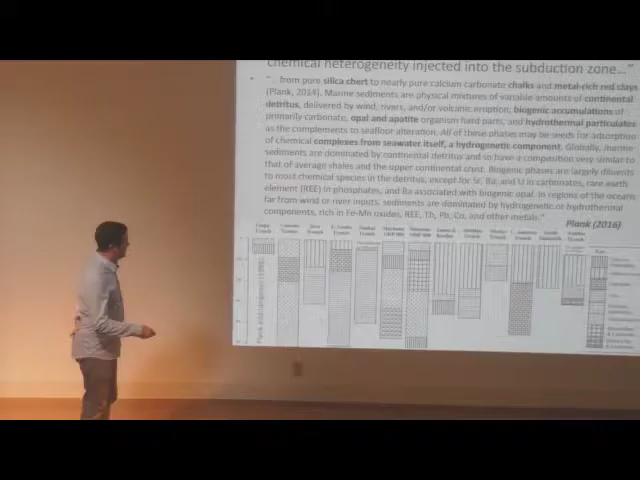 chemical heterogeneity injected into the subduction zone…"
• "… from pure silica chert to nearly pure calcium carbonate chalks and metal-rich red clays
(Plank, 2014). Marine sediments are physical mixtures of variable amounts of continental
detritus, delivered by wind, rivers, and/or volcanic eruption, biogenic accumulations of
primarily carbonate, opal and apatite organism hard parts, and hydrothermal particulates
as the complements to seafloor alteration. All of these phases may be seeds for adsorption
of chemical complexes from seawater itself, a hydrogenetic component. Globally, marine
sediments are dominated by continental detritus and so have a composition very similar to
that of average shales and the upper continental crust. Biogenic phases are largely diluents
to most chemical species in the detritus, except for Sr, Ba, and U in carbonates, rare earth
element (REE) in phosphates, and Ba associated with biogenic opal. In regions of the oceans
far from wind or river inputs, sediments are dominated by hydrogenetic or hydrothermal
components, rich in Fe-Mn oxides, REE, Th, Pb, Co, and other metals."
Plank (2016)
Trench